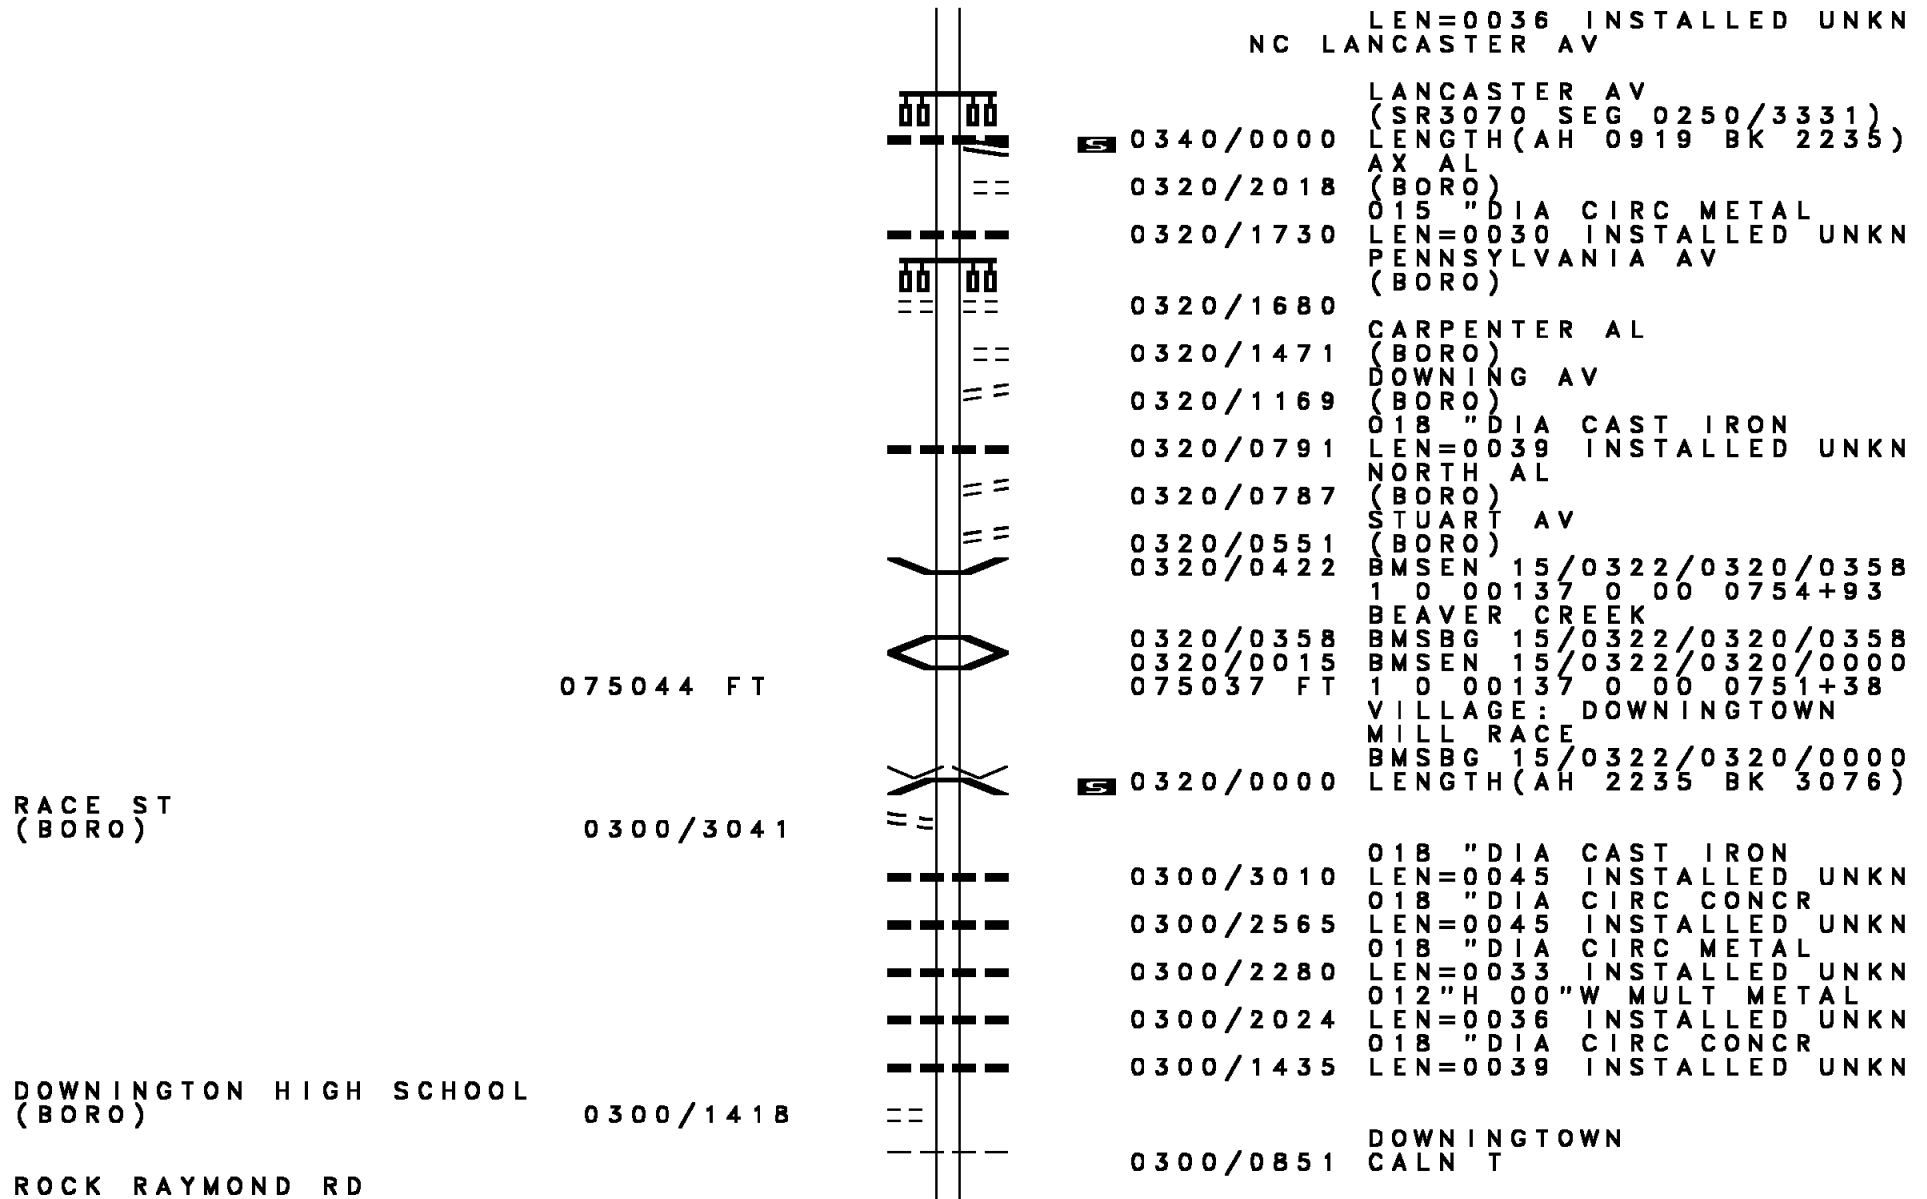 LEN=0036 INSTALLED UNKN
NC LANCASTER AV
LANCASTER AV
(SR3070 SEG 0250/3331)
S 0340/0000 LENGTH(AH 0919 BK 2235)
AX AL
0320/2018 (BORO)
015 "DIA CIRC METAL
0320/1730 LEN=0030 INSTALLED UNKN
PENNSYLVANIA AV
(BORO)
0320/1680
CARPENTER AL
0320/1471 (BORO)
DOWNING AV
0320/1169 (BORO)
018 "DIA CAST IRON
0320/0791 LEN=0039 INSTALLED UNKN
NORTH AL
0320/0787 (BORO)
STUART AV
0320/0551 (BORO)
0320/0422 BMSEN 15/0322/0320/0358
1 0 00137 0 00 0754+93
BEAVER CREEK
0320/0358 BMSBG 15/0322/0320/0358
0320/0015 BMSEN 15/0322/0320/0000
075044 FT 075037 FT 1 0 00137 0 00 0751+38
VILLAGE: DOWNINGTOWN
MILL RACE
BMSBG 15/0322/0320/0000
S 0320/0000 LENGTH(AH 2235 BK 3076)
RACE ST
(BORO) 0300/3041
018 "DIA CAST IRON
0300/3010 LEN=0045 INSTALLED UNKN
018 "DIA CIRC CONCR
0300/2565 LEN=0045 INSTALLED UNKN
018 "DIA CIRC METAL
0300/2280 LEN=0033 INSTALLED UNKN
012"H 00"W MULT METAL
0300/2024 LEN=0036 INSTALLED UNKN
018 "DIA CIRC CONCR
0300/1435 LEN=0039 INSTALLED UNKN
DOWNINGTON HIGH SCHOOL
(BORO) 0300/1418
DOWNINGTOWN
0300/0851 CALN T
ROCK RAYMOND RD